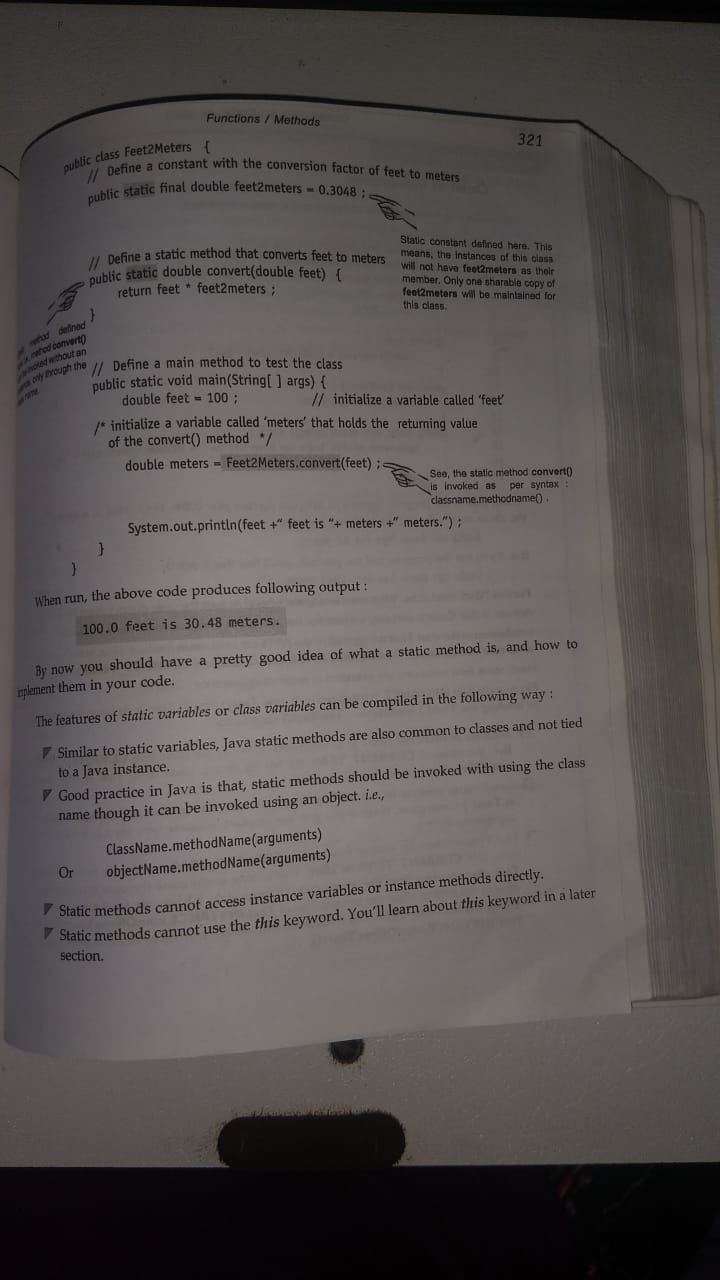 Functions / Methods
321
public class Feet2Meters {
// Define a constant with the conversion factor of feet to meters
public static final double feet2meters = 0.3048 ;
Static constant defined here. This
means, the instances of this class
will not have feet2meters as their
member. Only one sharable copy of
feet2meters will be maintained for
this class.
// Define a static method that converts feet to meters
public static double convert(double feet) {
return feet * feet2meters ;
}
method defined
method convert()
invoked without an
only through the
name.
// Define a main method to test the class
public static void main(String[ ] args) {
double feet = 100 ; // initialize a variable called ‘feet’
/* initialize a variable called ‘meters’ that holds the returning value
of the convert() method */
double meters = Feet2Meters.convert(feet) ;
See, the static method convert()
is invoked as per syntax :
classname.methodname() .
System.out.println(feet +“ feet is “+ meters +” meters.”) ;
}
}
When run, the above code produces following output :
100.0 feet is 30.48 meters.
By now you should have a pretty good idea of what a static method is, and how to
implement them in your code.
The features of static variables or class variables can be compiled in the following way :
Similar to static variables, Java static methods are also common to classes and not tied
to a Java instance.
Good practice in Java is that, static methods should be invoked with using the class
name though it can be invoked using an object. i.e.,
ClassName.methodName(arguments)
Or objectName.methodName(arguments)
Static methods cannot access instance variables or instance methods directly.
Static methods cannot use the this keyword. You’ll learn about this keyword in a later
section.